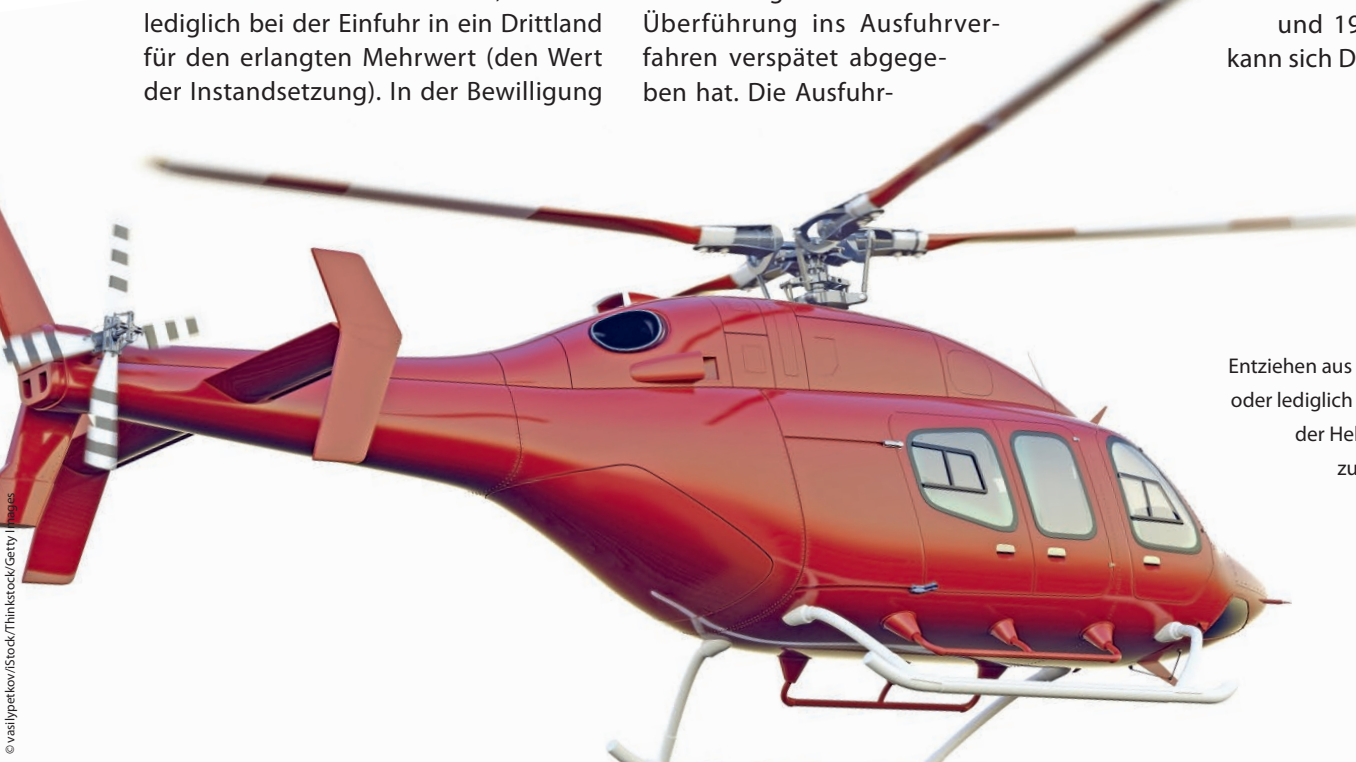 lediglich bei der Einfuhr in ein Drittland
für den erlangten Mehrwert (den Wert
der Instandsetzung). In der Bewilligung
Überführung ins Ausfuhrver-
fahren verspätet abgege-
ben hat. Die Ausfuhr-
und 19
kann sich D
Entziehen aus
oder lediglich
der Hel
zu
© vasilypetkov/iStock/Thinkstock/Getty Images